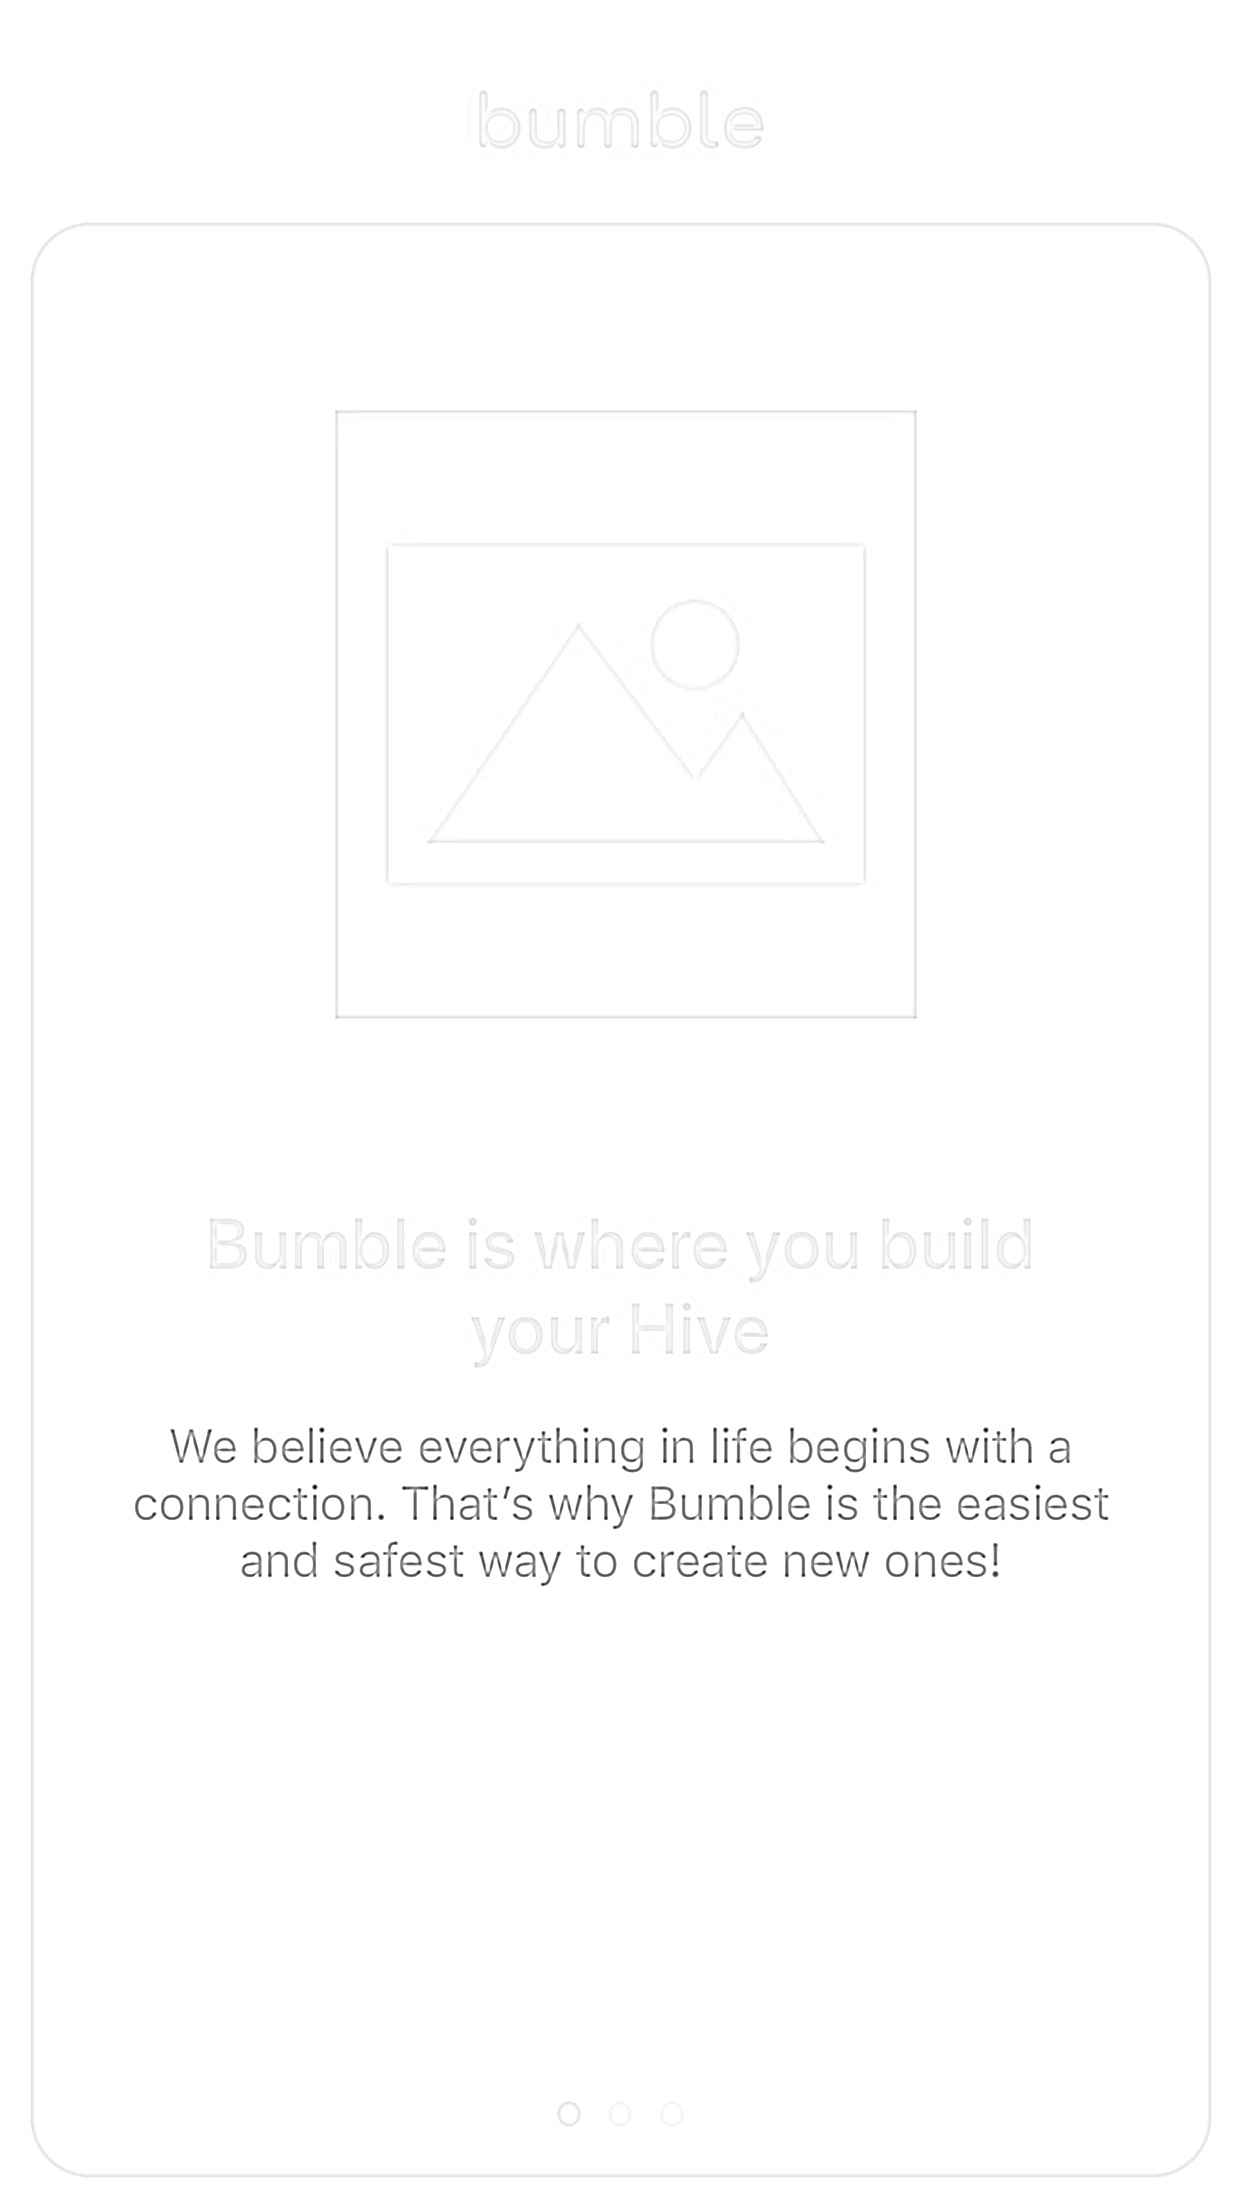 bumble
Bumble is where you build
your Hive
We believe everything in life begins with a
connection. That’s why Bumble is the easiest
and safest way to create new ones!